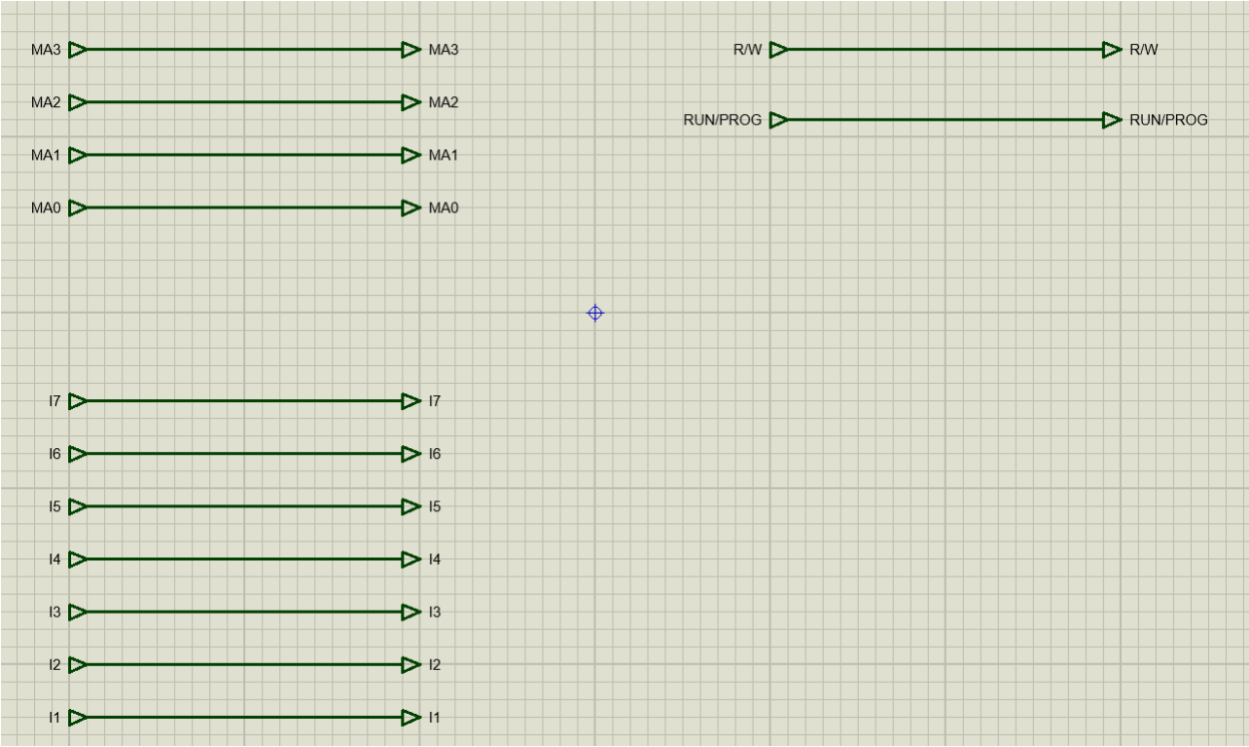 MA3 MA3 R/W R/W
MA2 MA2
RUN/PROG RUN/PROG
MA1 MA1
MA0 MA0
I7 I7
I6 I6
I5 I5
I4 I4
I3 I3
I2 I2
I1 I1